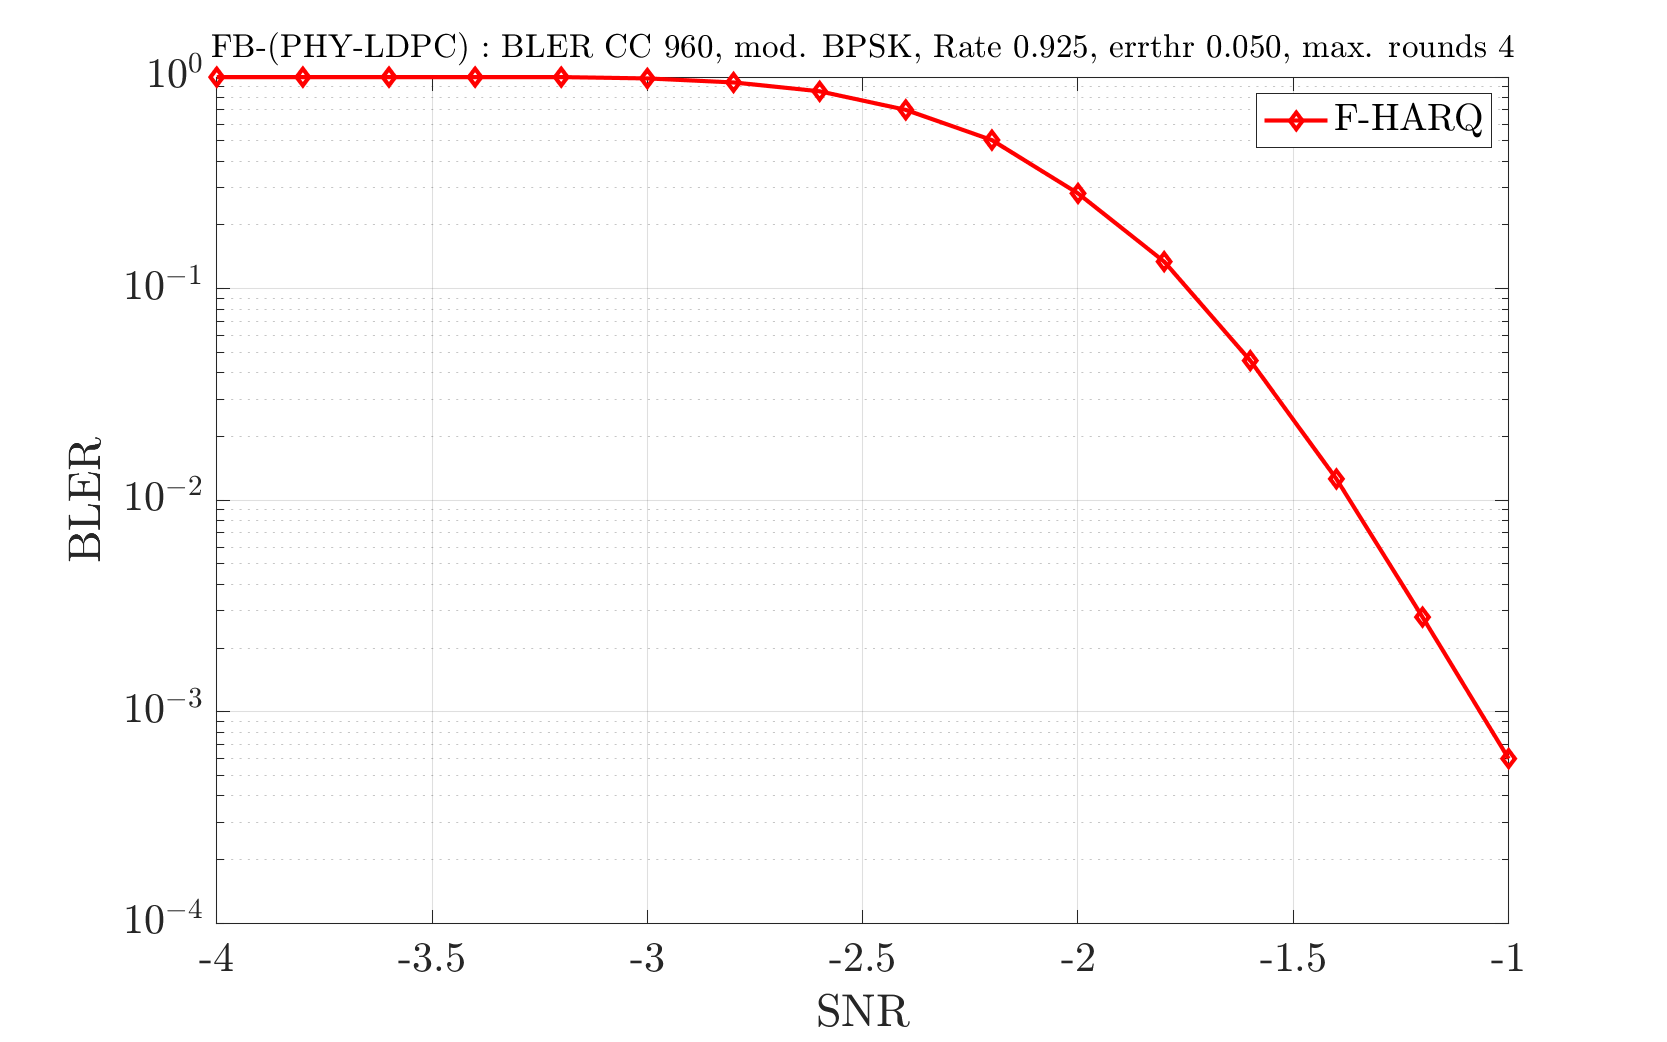 FB-(PHY-LDPC) : BLER CC 960, mod. BPSK, Rate 0.925, errthr 0.050, max. rounds 4
10^0
F-HARQ
10^{-1}
10^{-2}
10^{-3}
10^{-4}
BLER
-4 -3.5 -3 -2.5 -2 -1.5 -1
SNR